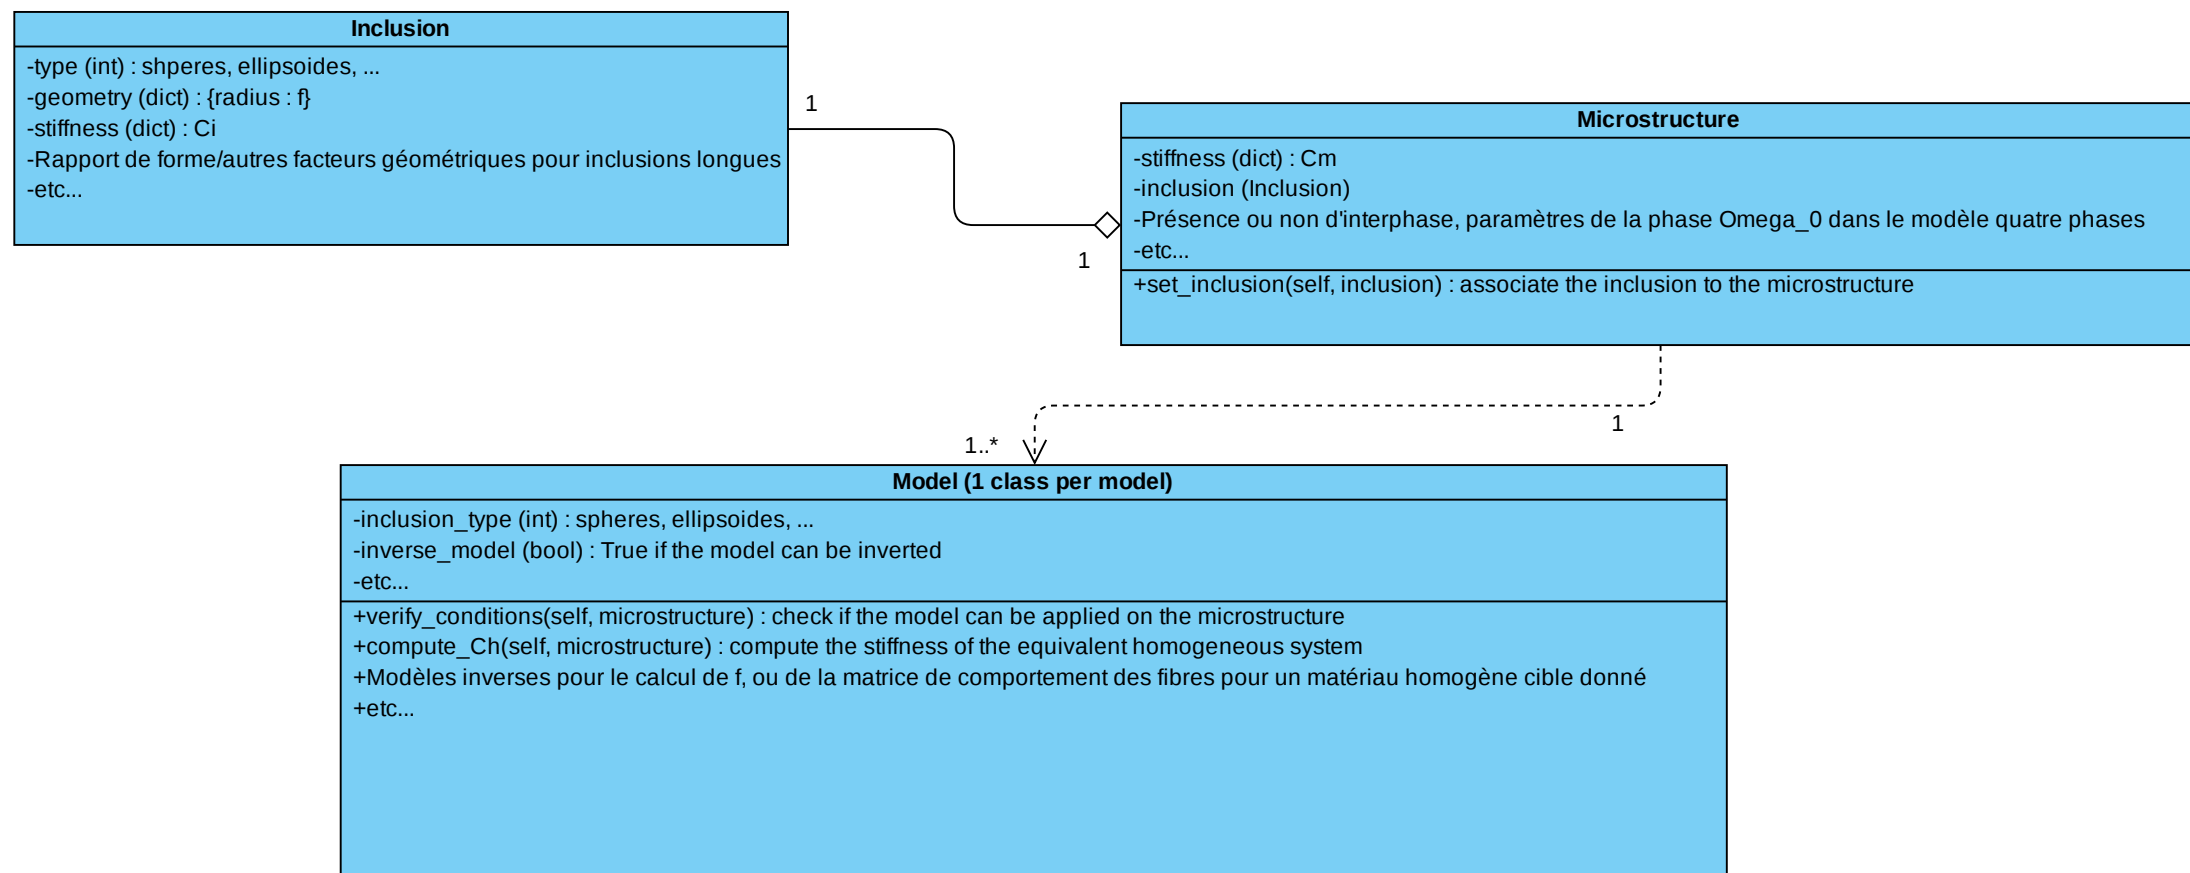 Inclusion
-type (int) : shperes, ellipsoides, ...
-geometry (dict) : {radius : f}
-stiffness (dict) : Ci
-Rapport de forme/autres facteurs géométriques pour inclusions longues
-etc...
1
1
Microstructure
-stiffness (dict) : Cm
-inclusion (Inclusion)
-Présence ou non d'interphase, paramètres de la phase Omega_0 dans le modèle quatre phases
-etc...
+set_inclusion(self, inclusion) : associate the inclusion to the microstructure
1
1..*
Model (1 class per model)
-inclusion_type (int) : spheres, ellipsoides, ...
-inverse_model (bool) : True if the model can be inverted
-etc...
+verify_conditions(self, microstructure) : check if the model can be applied on the microstructure
+compute_Ch(self, microstructure) : compute the stiffness of the equivalent homogeneous system
+Modèles inverses pour le calcul de f, ou de la matrice de comportement des fibres pour un matériau homogène cible donné
+etc...